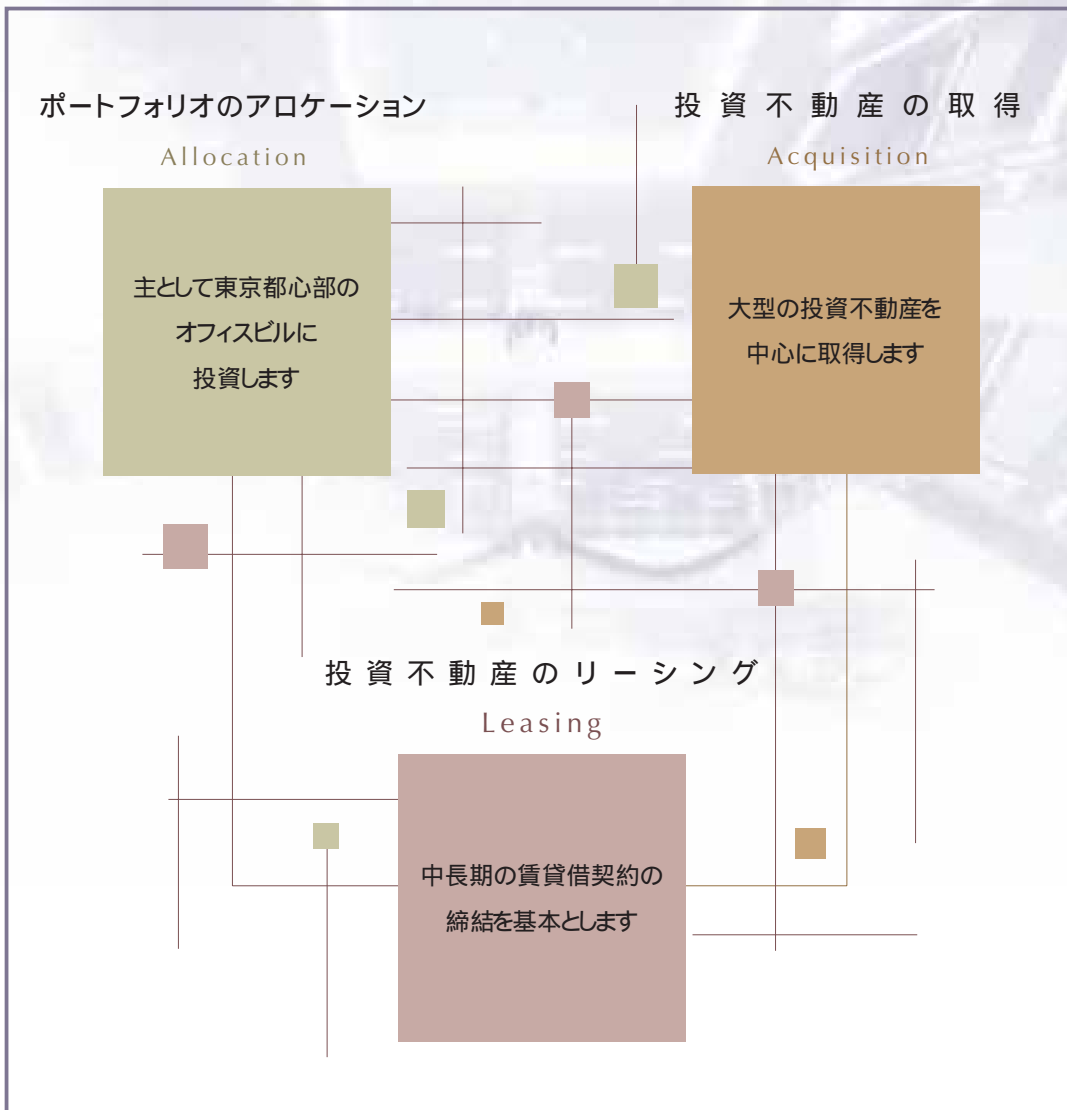 ポートフォリオのアロケーション
Allocation
主として東京都心部の
オフィスビルに
投資します
投資不動産の取得
Acquisition
大型の投資不動産を
中心に取得します
投資不動産のリーシング
Leasing
中長期の賃貸借契約の
締結を基本とします